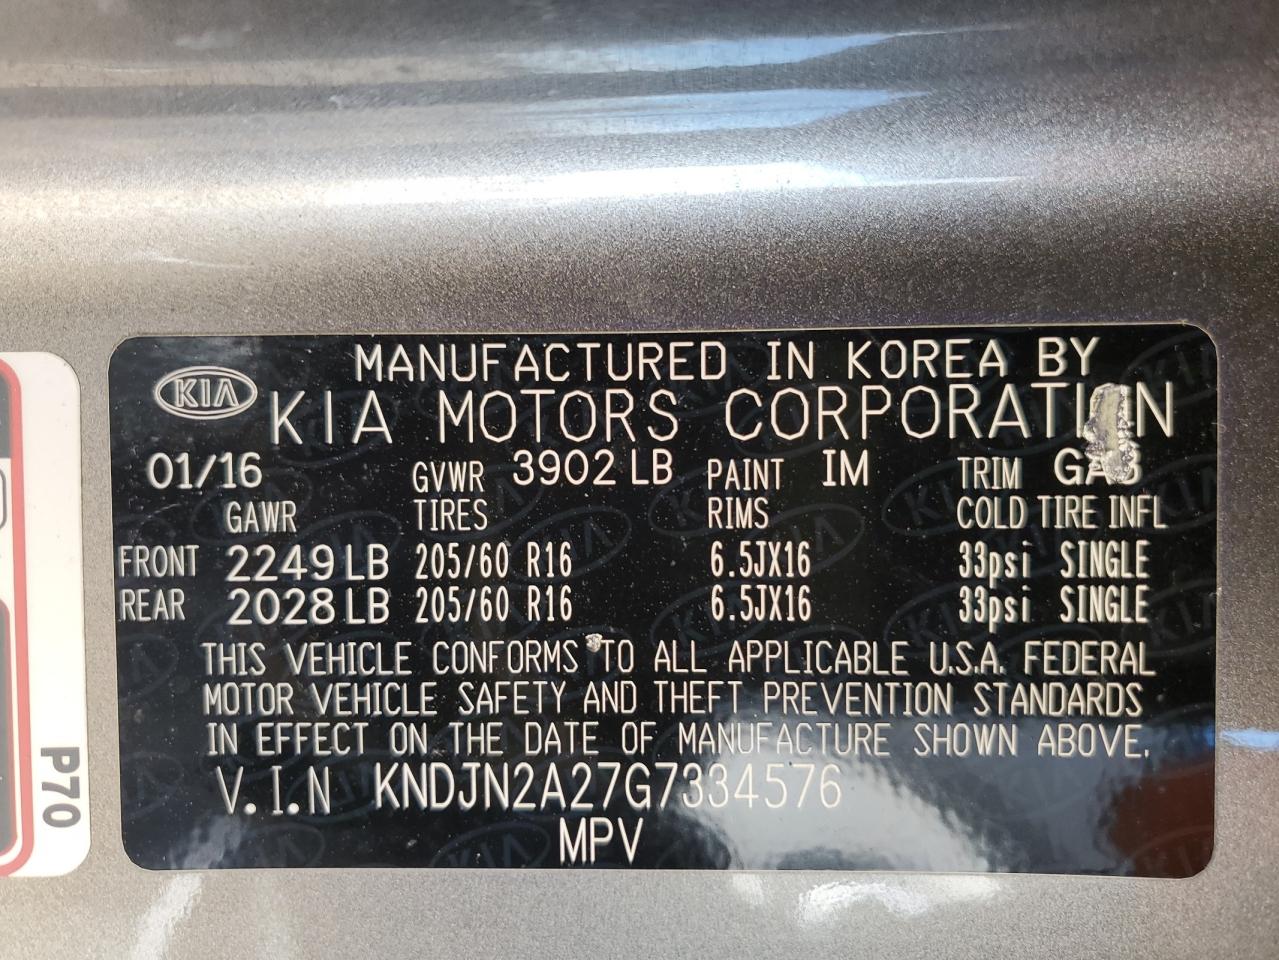 MANUFACTURED IN KOREA BY
KIA
KIA MOTORS CORPORATION
01/16 GVWR 3902 LB PAINT IM TRIM
GAWR TIRES RIMS COLD TIRE INFL
FRONT 2249 LB 205/60 R16 6.5JX16 33psi SINGLE
REAR 2028 LB 205/60 R16 6.5JX16 33psi SINGLE
THIS VEHICLE CONFORMS TO ALL APPLICABLE U.S.A. FEDERAL
MOTOR VEHICLE SAFETY AND THEFT PREVENTION STANDARDS
IN EFFECT ON THE DATE OF MANUFACTURE SHOWN ABOVE.
V.I.N KNDJN2A27G7334576
MPV
P70